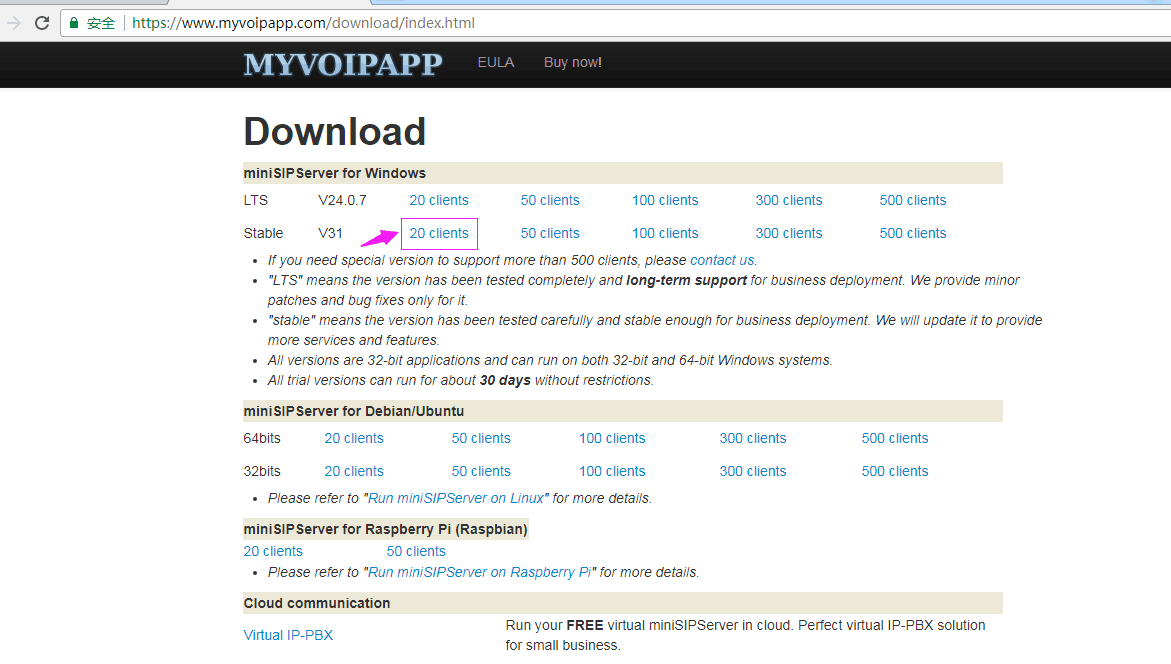 安全 https://www.myvoipapp.com/download/index.html
MYVOIPAPP EULA Buy now!
Download
miniSIPServer for Windows
LTS V24.0.7 20 clients 50 clients 100 clients 300 clients 500 clients
Stable V31 20 clients 50 clients 100 clients 300 clients 500 clients
• If you need special version to support more than 500 clients, please contact us.
• "LTS" means the version has been tested completely and long-term support for business deployment. We provide minor
patches and bug fixes only for it.
• "stable" means the version has been tested carefully and stable enough for business deployment. We will update it to provide
more services and features.
• All versions are 32-bit applications and can run on both 32-bit and 64-bit Windows systems.
• All trial versions can run for about 30 days without restrictions.
miniSIPServer for Debian/Ubuntu
64bits 20 clients 50 clients 100 clients 300 clients 500 clients
32bits 20 clients 50 clients 100 clients 300 clients 500 clients
• Please refer to "Run miniSIPServer on Linux" for more details.
miniSIPServer for Raspberry Pi (Raspbian)
20 clients 50 clients
• Please refer to "Run miniSIPServer on Raspberry Pi" for more details.
Cloud communication
Virtual IP-PBX Run your FREE virtual miniSIPServer in cloud. Perfect virtual IP-PBX solution
for small business.